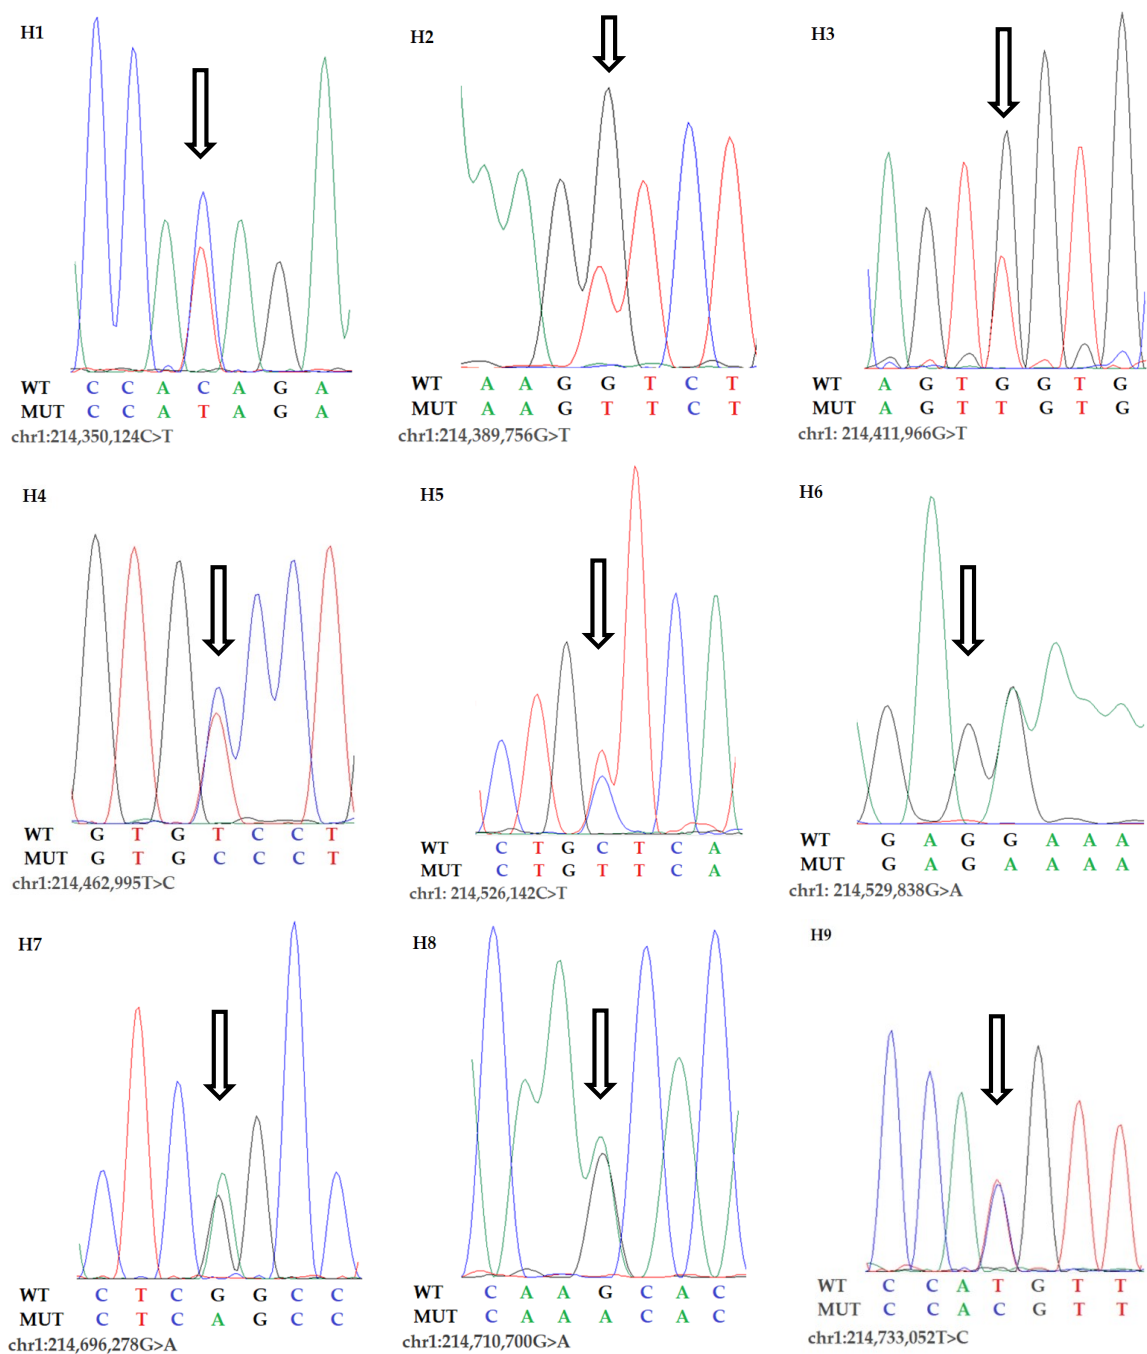 H1
WT C C A C A G A
MUT C C A T A G A
chr1:214,350,124C>T
H2
WT A A G G T C T
MUT A A G T T C T
chr1:214,389,756G>T
H3
WT A G T G G T G
MUT A G T T G T G
chr1: 214,411,966G>T
H4
WT G T G T C C T
MUT G T G C C C T
chr1:214,462,995T>C
H5
WT C T G C T C A
MUT C T G T T C A
chr1: 214,526,142C>T
H6
WT G A G G A A A
MUT G A G A A A A
chr1: 214,529,838G>A
H7
WT C T C G G C C
MUT C T C A G C C
chr1:214,696,278G>A
H8
WT C A A G C A C
MUT C A A A C A C
chr1:214,710,700G>A
H9
WT C C A T G T T
MUT C C A C G T T
chr1:214,733,052T>C